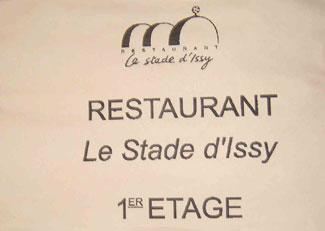 RESTAURANT
Le stade d'Issy
RESTAURANT
Le Stade d'Issy
1ER ETAGE